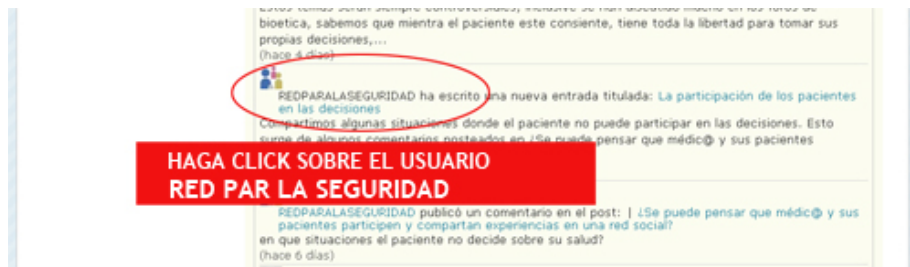 Estos temas serán siempre controversiales, inclusive se han discutido mucho en los foros de
bioetica, sabemos que mientra el paciente este consiente, tiene toda la libertad para tomar sus
propias decisiones,...
(hace 4 días)
REDPARALASEGURIDAD ha escrito una nueva entrada titulada: La participación de los pacientes
en las decisiones
Compartimos algunas situaciones donde el paciente no puede participar en las decisiones. Esto
surge de algunos comentarios posteados en ¿Se puede pensar que médic@ y sus pacientes
HAGA CLICK SOBRE EL USUARIO
RED PAR LA SEGURIDAD
REDPARALASEGURIDAD publicó un comentario en el post: | ¿Se puede pensar que médic@ y sus
pacientes participen y compartan experiencias en una red social?
en que situaciones el paciente no decide sobre su salud?
(hace 6 días)